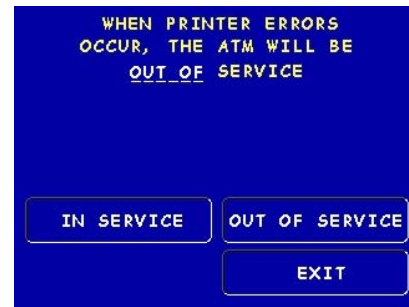 WHEN PRINTER ERRORS
OCCUR, THE ATM WILL BE
OUT OF SERVICE
IN SERVICE
OUT OF SERVICE
EXIT